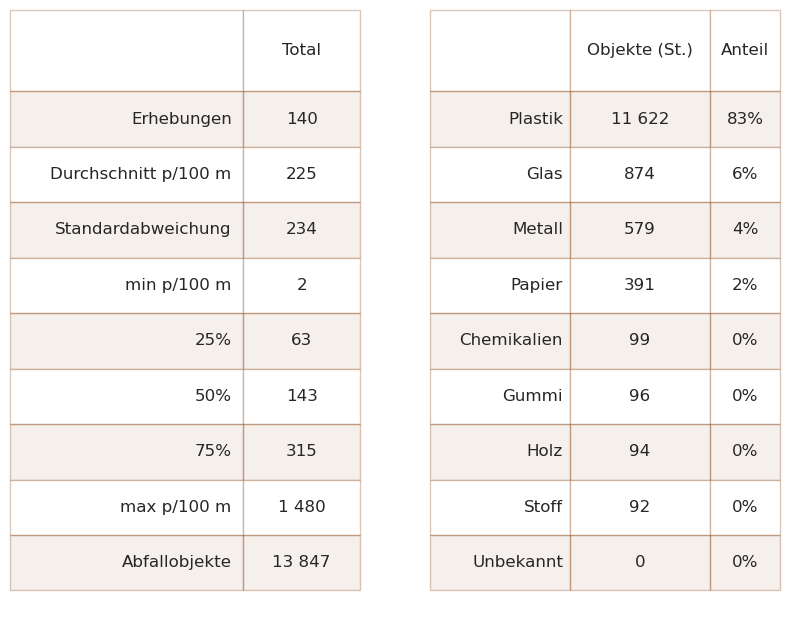 Total
Erhebungen 140
Durchschnitt p/100 m 225
Standardabweichung 234
min p/100 m 2
25% 63
50% 143
75% 315
max p/100 m 1 480
Abfallobjekte 13 847
Objekte (St.) Anteil
Plastik 11 622 83%
Glas 874 6%
Metall 579 4%
Papier 391 2%
Chemikalien 99 0%
Gummi 96 0%
Holz 94 0%
Stoff 92 0%
Unbekannt 0 0%